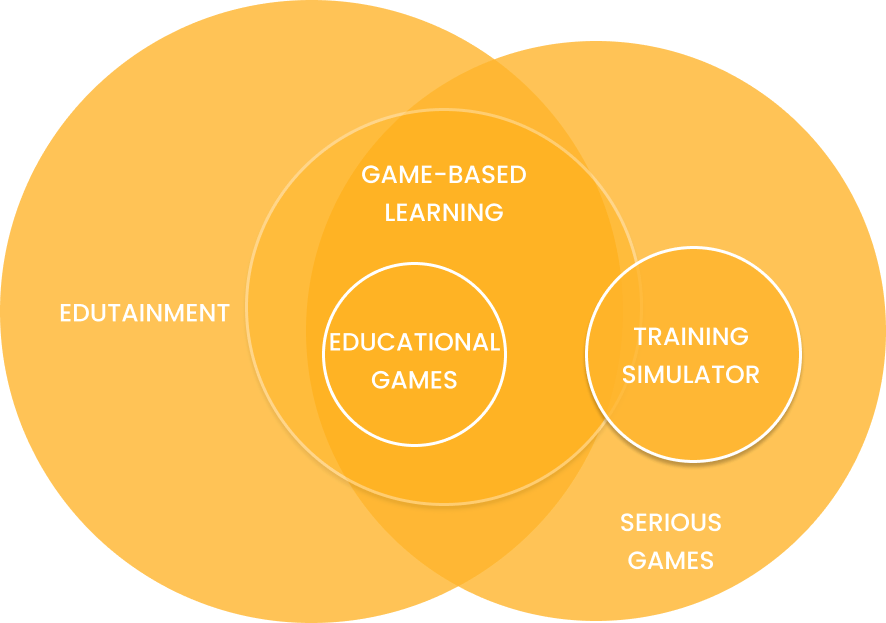 GAME-BASED
LEARNING
EDUTAINMENT
EDUCATIONAL
GAMES
TRAINING
SIMULATOR
SERIOUS
GAMES